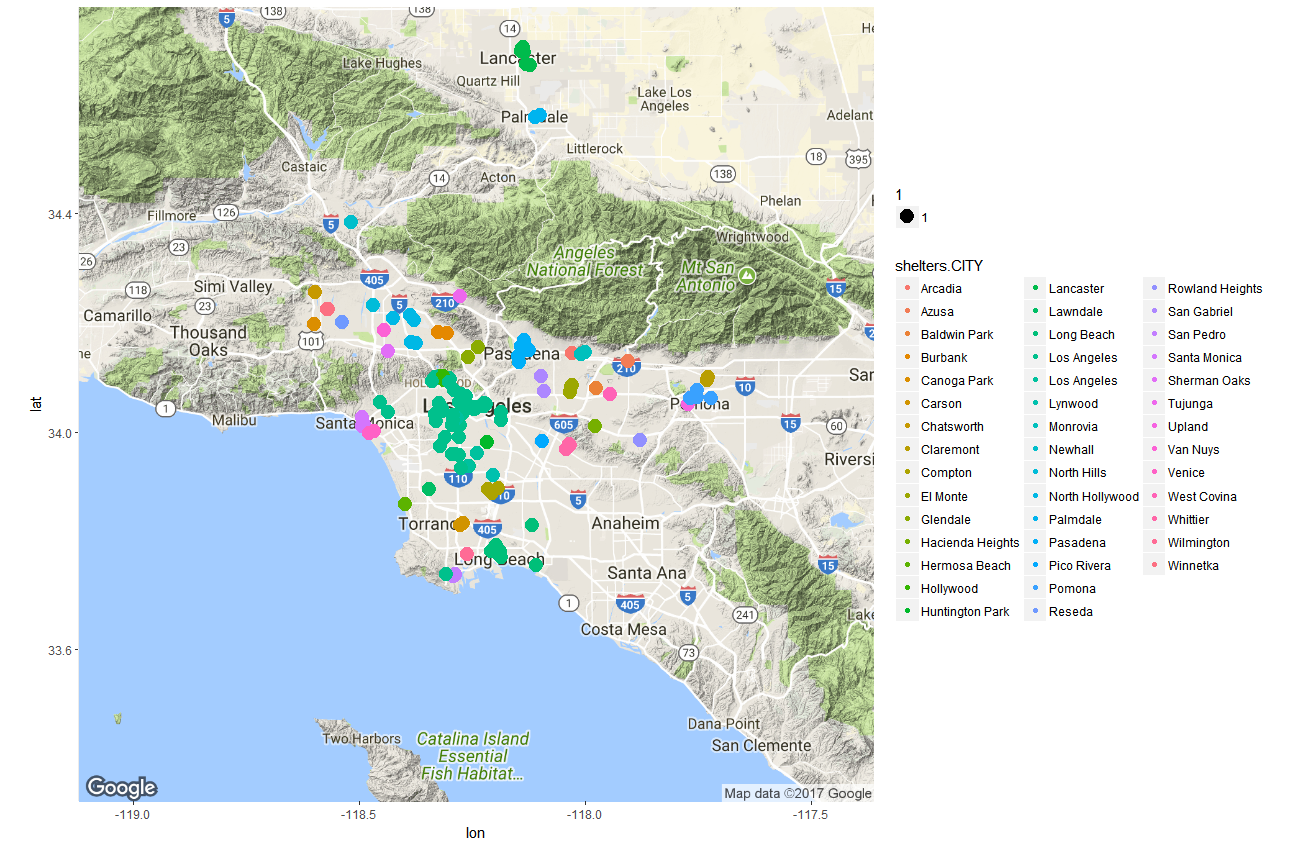 138
138
5
14
He
Lancaster
Lake Hughes
Quartz Hill
Lake Los
Angeles
Palmdale
Adelant
Littlerock
18
395
Castaic
14
Acton
138
1
1
34.4
Fillmore
126
5
Phelan
Wrightwood
23
Angeles
National Forest
26
Mt San
Antonio
shelters.CITY
405
Simi Valley
118
5
210
15
Arcadia
Lancaster
Rowland Heights
23
Camarillo
Azusa
Lawndale
San Gabriel
Thousand
Oaks
101
2
Baldwin Park
Long Beach
San Pedro
ne
Pasadena
Burbank
Los Angeles
Santa Monica
210
San
Canoga Park
Los Angeles
Sherman Oaks
HOLLYWOOD
10
lat
1
Los Angeles
Pomona
Carson
Lynwood
Tujunga
34.0
Malibu
Santa Monica
605
15
60
Chatsworth
Monrovia
Upland
Riversi
Claremont
Newhall
Van Nuys
110
Compton
North Hills
Venice
10
5
El Monte
North Hollywood
West Covina
Torrance
405
Anaheim
Glendale
Palmdale
Whittier
Long Beach
Hacienda Heights
Pasadena
Wilmington
Santa Ana
15
Hermosa Beach
Pico Rivera
Winnetka
1
405
5
Hollywood
Pomona
241
Lake
Huntington Park
Reseda
Costa Mesa
33.6
73
Dana Point
Two Harbors
Catalina Island
Essential
Fish Habitat...
San Clemente
Google
Map data ©2017 Google
-119.0
-118.5
-118.0
-117.5
lon